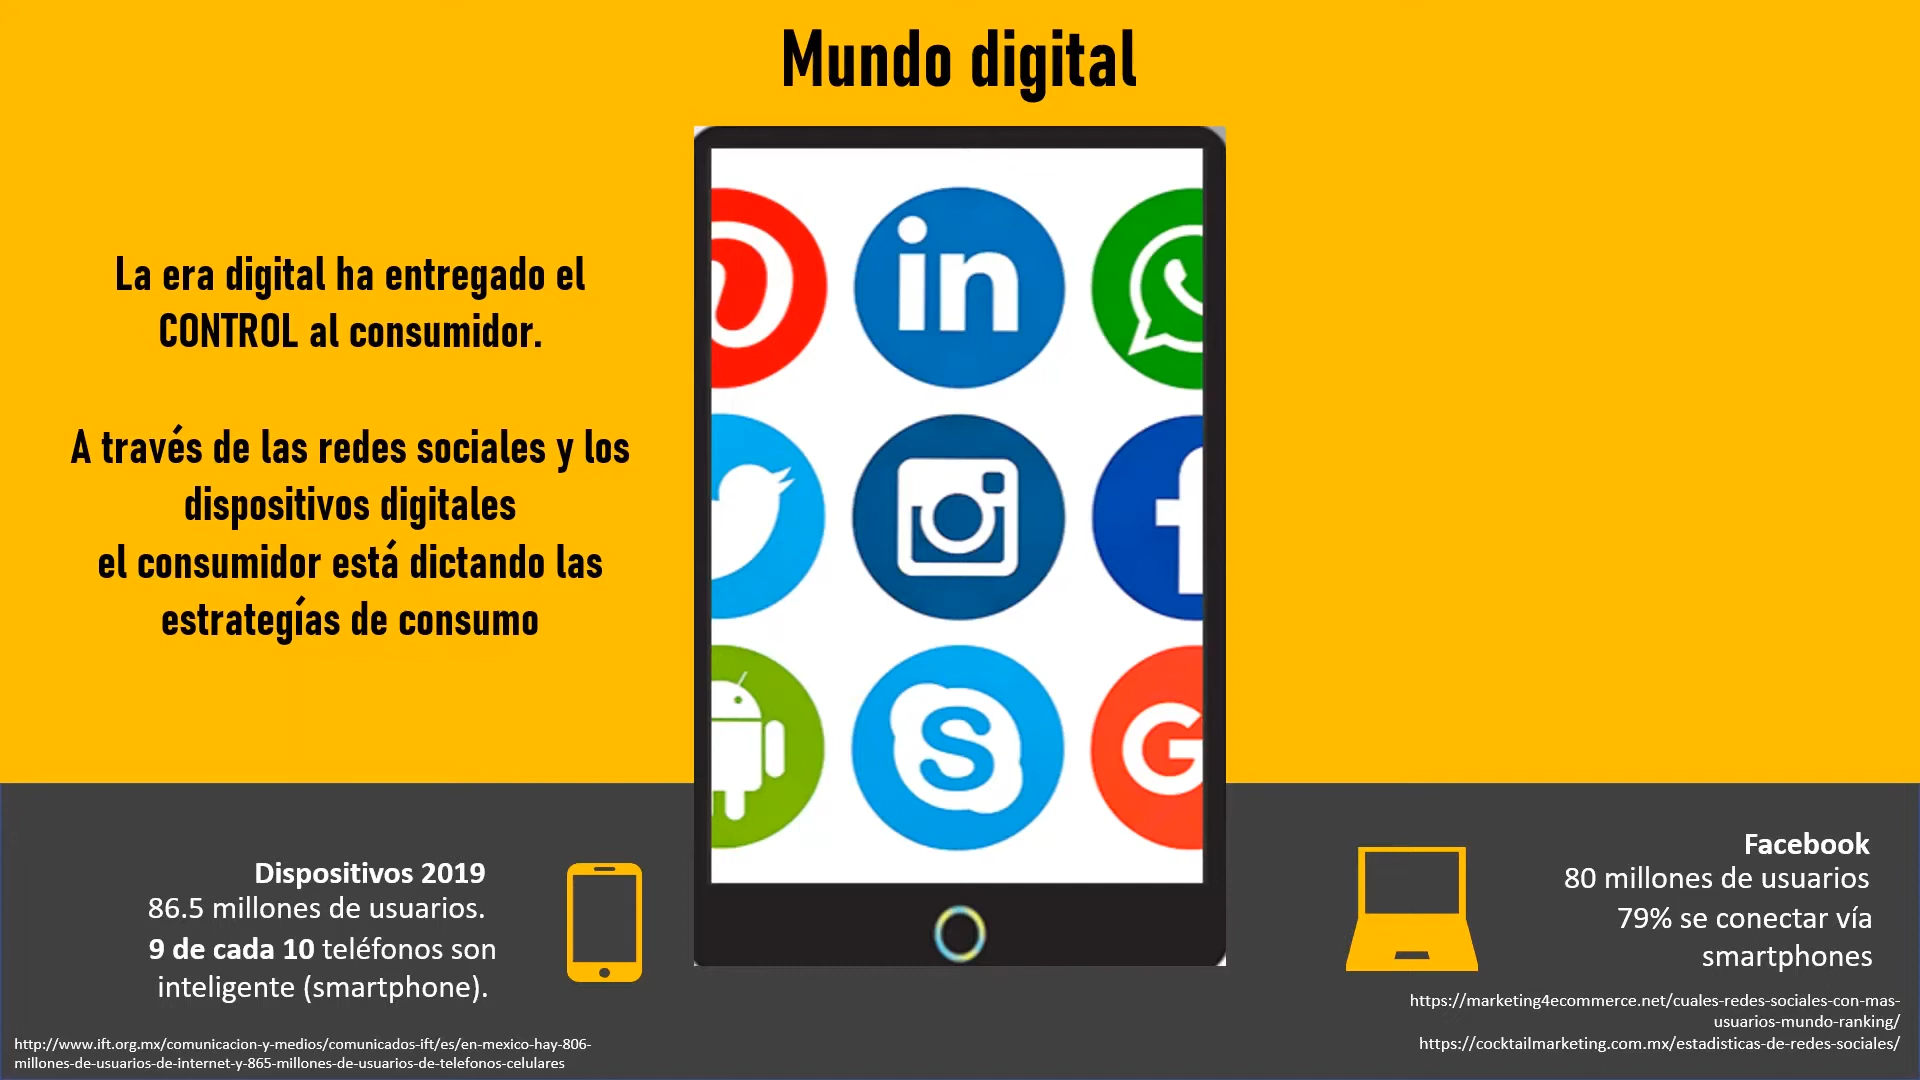 Mundo digital
La era digital ha entregado el
CONTROL al consumidor.
A través de las redes sociales y los
dispositivos digitales
el consumidor está dictando las
estrategías de consumo
in
f
S
G
Dispositivos 2019
86.5 millones de usuarios.
9 de cada 10 teléfonos son
inteligente (smartphone).
http://www.ift.org.mx/comunicacion-y-medios/comunicados-ift/es/en-mexico-hay-806-
millones-de-usuarios-de-internet-y-865-millones-de-usuarios-de-telefonos-celulares
Facebook
80 millones de usuarios
79% se conectar vía
smartphones
https://marketing4ecommerce.net/cuales-redes-sociales-con-mas-
usuarios-mundo-ranking/
https://cocktailmarketing.com.mx/estadisticas-de-redes-sociales/